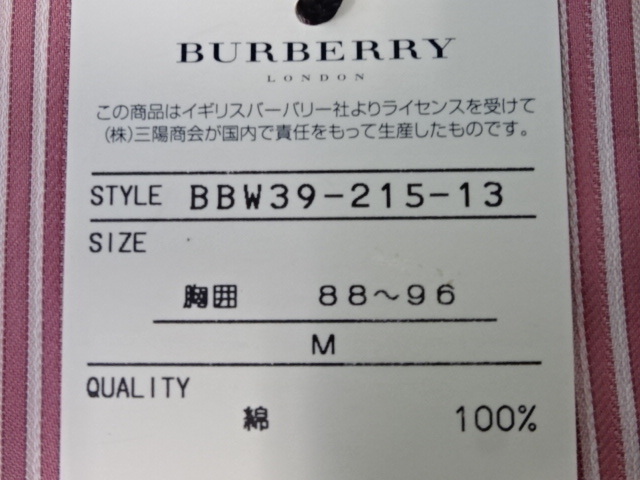 BURBERRY
LONDON
この商品はイギリスバーバリー社よりライセンスを受けて
(株)三陽商会が国内で責任をもって生産したものです。
STYLE BBW39-215-13
SIZE
胸囲 88～96
M
QUALITY
綿 100%